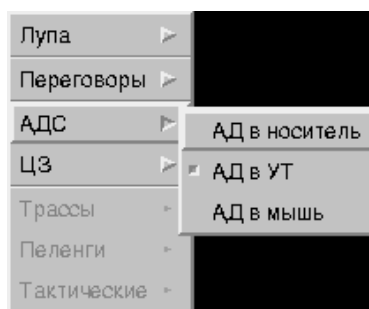 Лупа
Переговоры
АДС
ЦЗ
Трассы
Пеленги
Тактические
АД в носитель
АД в УТ
АД в мышь